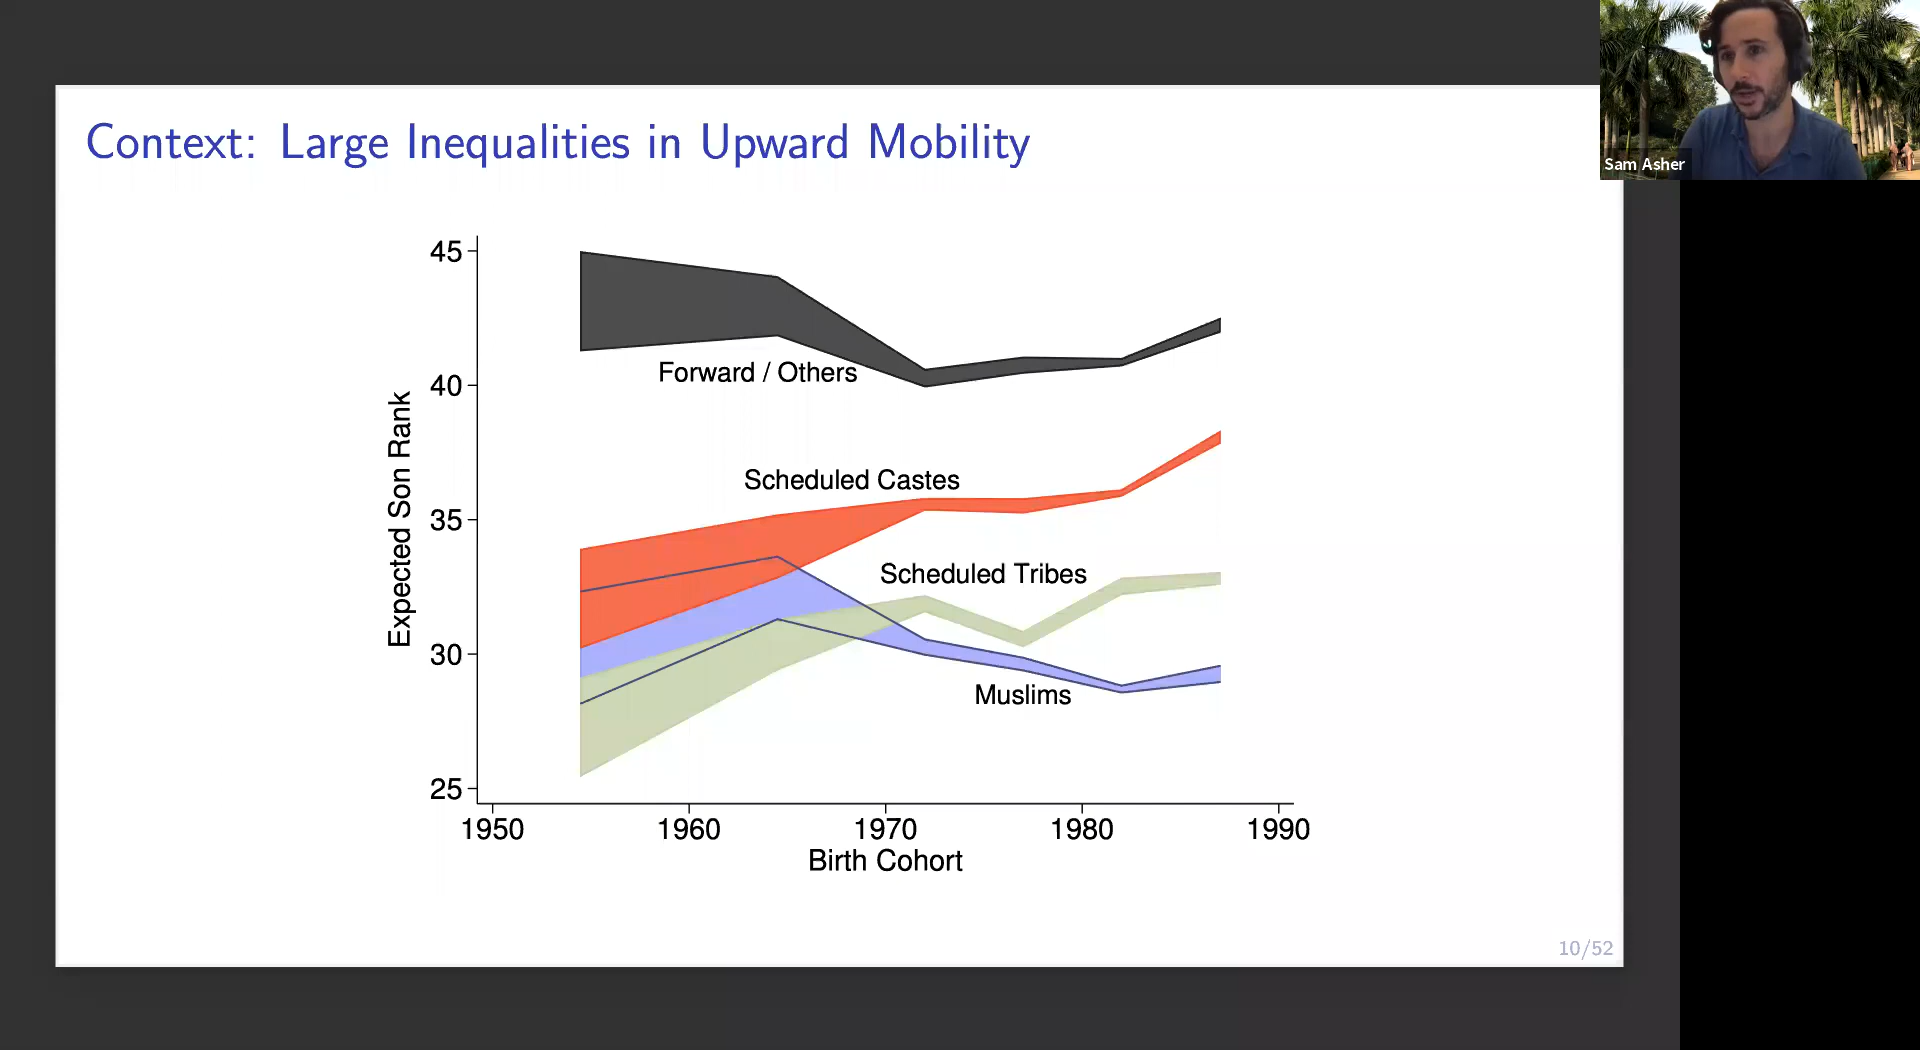 Context: Large Inequalities in Upward Mobility
Sam Asher
45
40
35
30
25
Expected Son Rank
Forward / Others
Scheduled Castes
Scheduled Tribes
Muslims
1950 1960 1970 1980 1990
Birth Cohort
10/52